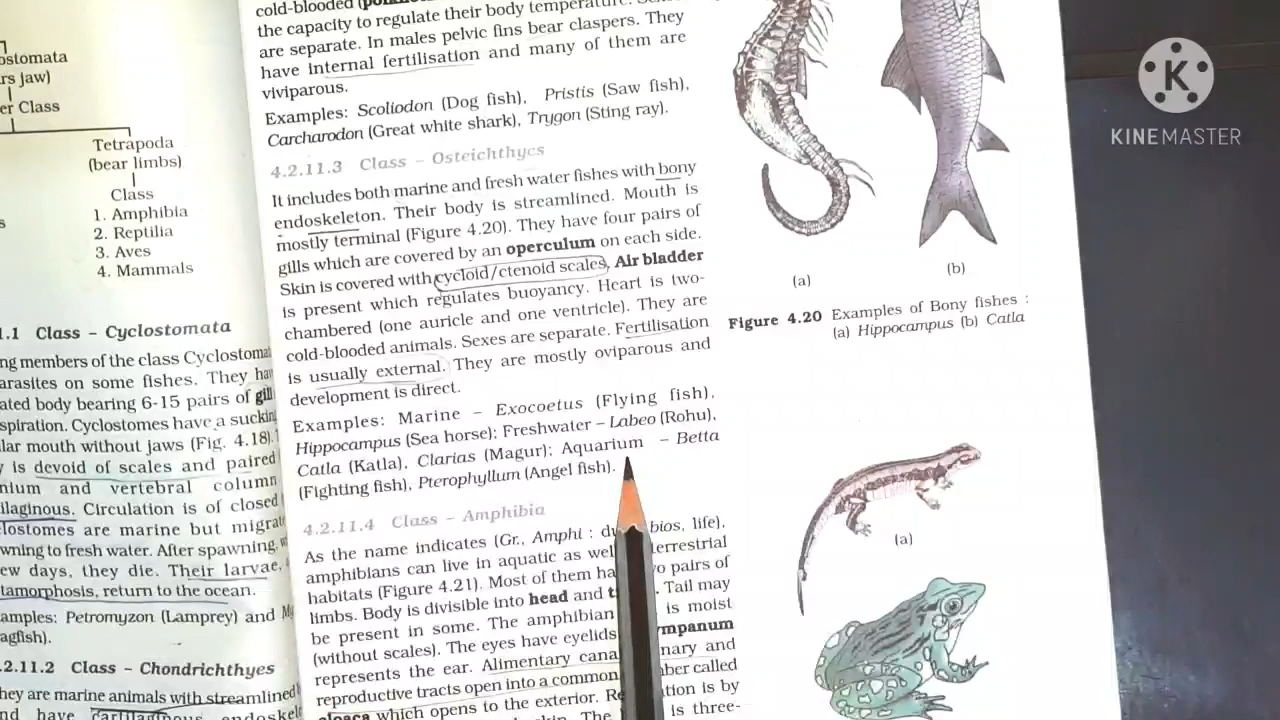 ostomata
rs jaw)
er Class
Tetrapoda
(bear limbs)
Class
1. Amphibia
2. Reptilia
3. Aves
4. Mammals
1.1 Class – Cyclostomata
ng members of the class Cyclostomat
arasites on some fishes. They hav
ated body bearing 6-15 pairs of gill
spiration. Cyclostomes have a sucking
lar mouth without jaws (Fig. 4.18).
y is devoid of scales and paired
nium and vertebral column
ilaginous. Circulation is of closed
lostomes are marine but migrat
wning to fresh water. After spawning,
ew days, they die. Their larvae,
tamorphosis, return to the ocean.
amples: Petromyzon (Lamprey) and
agfish).
.2.11.2 Class – Chondrichthyes
hey are marine animals with streamlined
nd have cartilaginous endoskel
cold-blooded
the capacity to regulate their body temperature.
are separate. In males pelvic fins bear claspers. They
have internal fertilisation and many of them are
viviparous.
Examples: Scoliodon (Dog fish), Pristis (Saw fish),
Carcharodon (Great white shark), Trygon (Sting ray).
4.2.11.3 Class – Osteichthyes
It includes both marine and fresh water fishes with bony
endoskeleton. Their body is streamlined. Mouth is
mostly terminal (Figure 4.20). They have four pairs of
gills which are covered by an operculum on each side.
Skin is covered with cycloid/ctenoid scales. Air bladder
is present which regulates buoyancy. Heart is two-
chambered (one auricle and one ventricle). They are
cold-blooded animals. Sexes are separate. Fertilisation
is usually external. They are mostly oviparous and
development is direct.
Examples: Marine – Exocoetus (Flying fish),
Hippocampus (Sea horse); Freshwater – Labeo (Rohu),
Catla (Katla), Clarias (Magur); Aquarium – Betta
(Fighting fish), Pterophyllum (Angel fish).
4.2.11.4 Class – Amphibia
As the name indicates (Gr., Amphi : du bios, life),
amphibians can live in aquatic as wel terrestrial
habitats (Figure 4.21). Most of them ha o pairs of
limbs. Body is divisible into head and t . Tail may
be present in some. The amphibian is moist
(without scales). The eyes have eyelids. ympanum
represents the ear. Alimentary cana nary and
reproductive tracts open into a common ber called
cloaca which opens to the exterior. Re tion is by
skin. The is three-
(a)
(b)
Figure 4.20 Examples of Bony fishes :
(a) Hippocampus (b) Catla
(a)
K
KINEMASTER